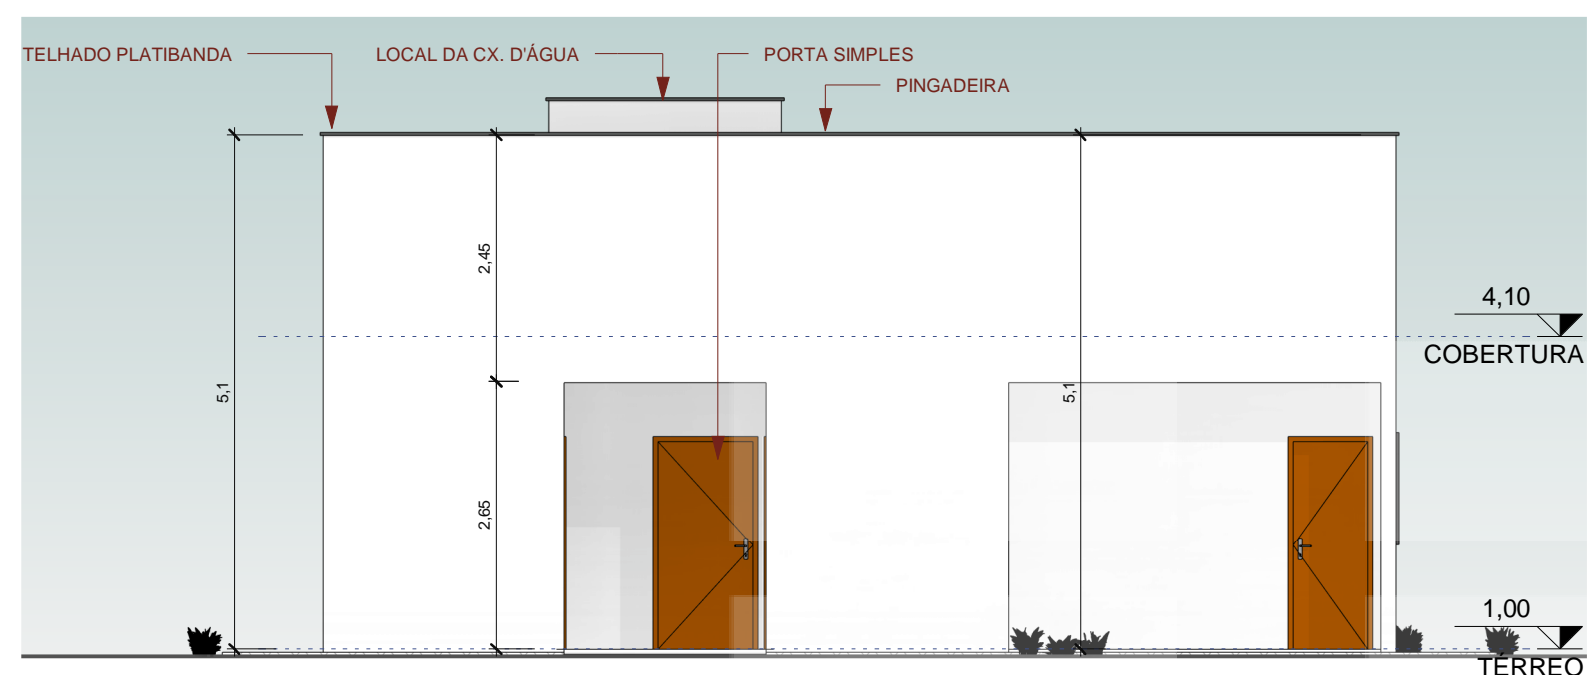 TELHADO PLATIBANDA
LOCAL DA CX. D'ÁGUA
PORTA SIMPLES
PINGADEIRA
2,45
4,10
COBERTURA
5,1
5,1
2,65
1,00
TÉRREO